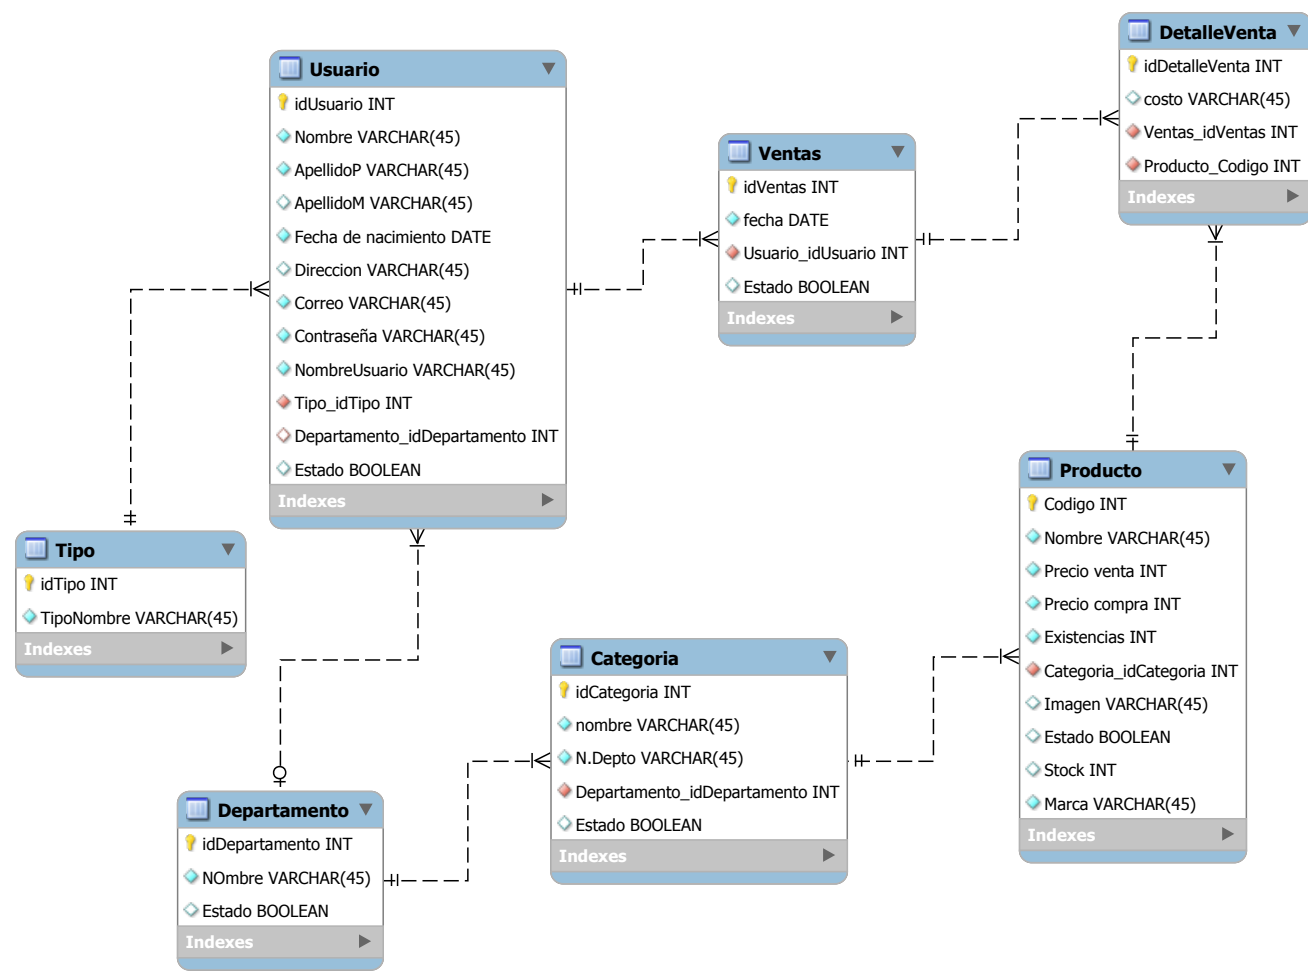 Usuario
idUsuario INT
Nombre VARCHAR(45)
ApellidoP VARCHAR(45)
ApellidoM VARCHAR(45)
Fecha de nacimiento DATE
Direccion VARCHAR(45)
Correo VARCHAR(45)
Contraseña VARCHAR(45)
NombreUsuario VARCHAR(45)
Tipo_idTipo INT
Departamento_idDepartamento INT
Estado BOOLEAN
Indexes
Ventas
idVentas INT
fecha DATE
Usuario_idUsuario INT
Estado BOOLEAN
Indexes
DetalleVenta
idDetalleVenta INT
costo VARCHAR(45)
Ventas_idVentas INT
Producto_Codigo INT
Indexes
Tipo
idTipo INT
TipoNombre VARCHAR(45)
Indexes
Departamento
idDepartamento INT
NOmbre VARCHAR(45)
Estado BOOLEAN
Indexes
Categoria
idCategoria INT
nombre VARCHAR(45)
N.Depto VARCHAR(45)
Departamento_idDepartamento INT
Estado BOOLEAN
Indexes
Producto
Codigo INT
Nombre VARCHAR(45)
Precio venta INT
Precio compra INT
Existencias INT
Categoria_idCategoria INT
Imagen VARCHAR(45)
Estado BOOLEAN
Stock INT
Marca VARCHAR(45)
Indexes